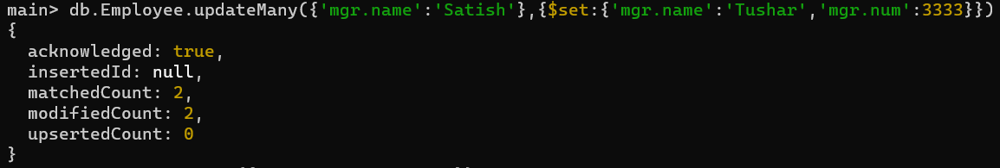 main> db.Employee.updateMany({'mgr.name':'Satish'},{$set:{'mgr.name':'Tushar','mgr.num':3333}})
{
  acknowledged: true,
  insertedId: null,
  matchedCount: 2,
  modifiedCount: 2,
  upsertedCount: 0
}